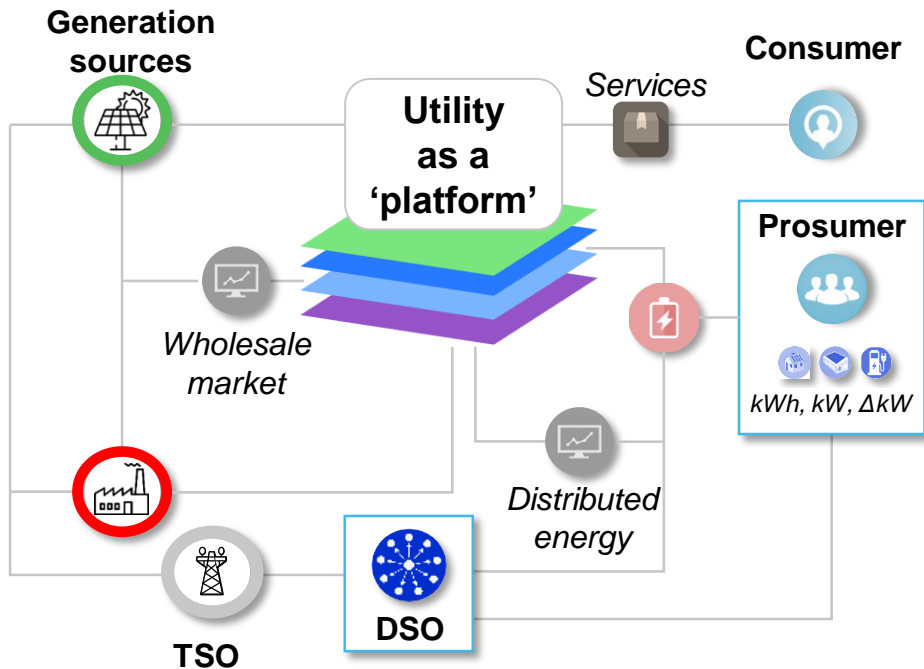 Generation
sources
Utility
as a
‘platform’
Services
Consumer
Prosumer
kWh, kW, ΔkW
Wholesale
market
Distributed
energy
DSO
TSO